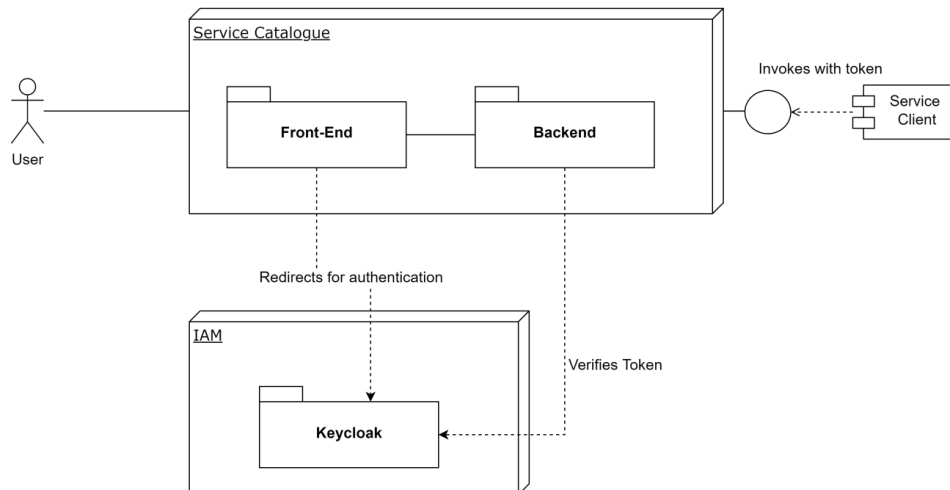 Service Catalogue
Invokes with token
Service
Client
Front-End
Backend
User
Redirects for authentication
IAM
Verifies Token
Keycloak